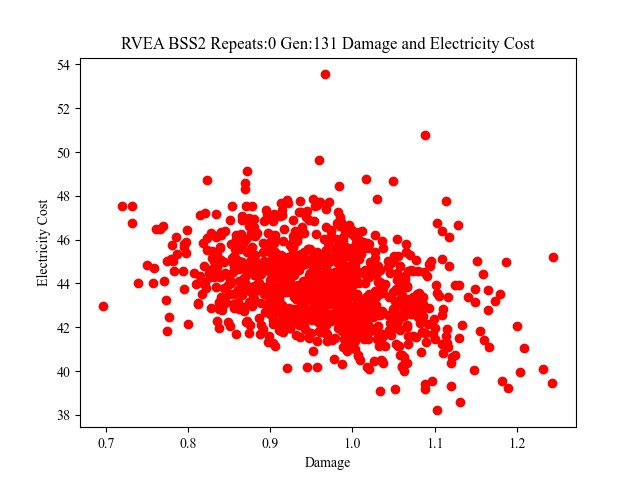 RVEA BSS2 Repeats:0 Gen:131 Damage and Electricity Cost
54
52
50
48
46
44
42
40
38
Electricity Cost
0.7 0.8 0.9 1.0 1.1 1.2
Damage